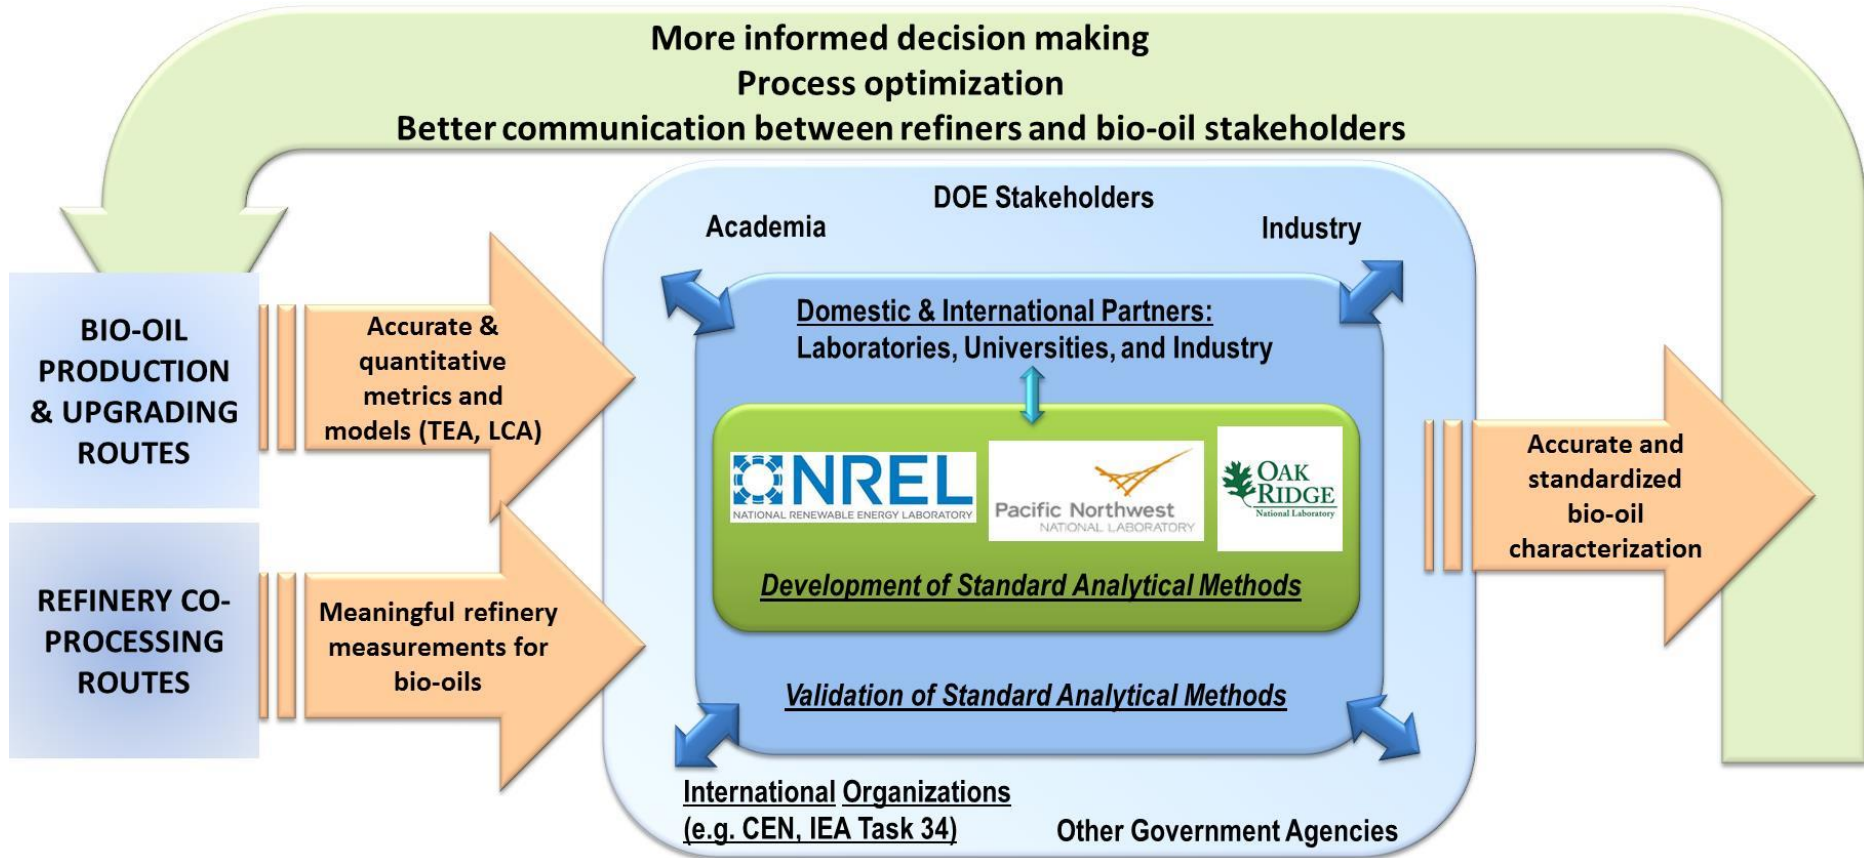 More informed decision making
Process optimization
Better communication between refiners and bio-oil stakeholders
DOE Stakeholders
Academia
Industry
BIO-OIL
PRODUCTION
& UPGRADING
ROUTES
Accurate &
quantitative
metrics and
models (TEA, LCA)
REFINERY CO-
PROCESSING
ROUTES
Meaningful refinery
measurements for
bio-oils
Domestic & International Partners:
Laboratories, Universities, and Industry
NREL
NATIONAL RENEWABLE ENERGY LABORATORY
Pacific Northwest
NATIONAL LABORATORY
OAK
RIDGE
National Laboratory
Development of Standard Analytical Methods
Validation of Standard Analytical Methods
International Organizations
(e.g. CEN, IEA Task 34)
Other Government Agencies
Accurate and
standardized
bio-oil
characterization